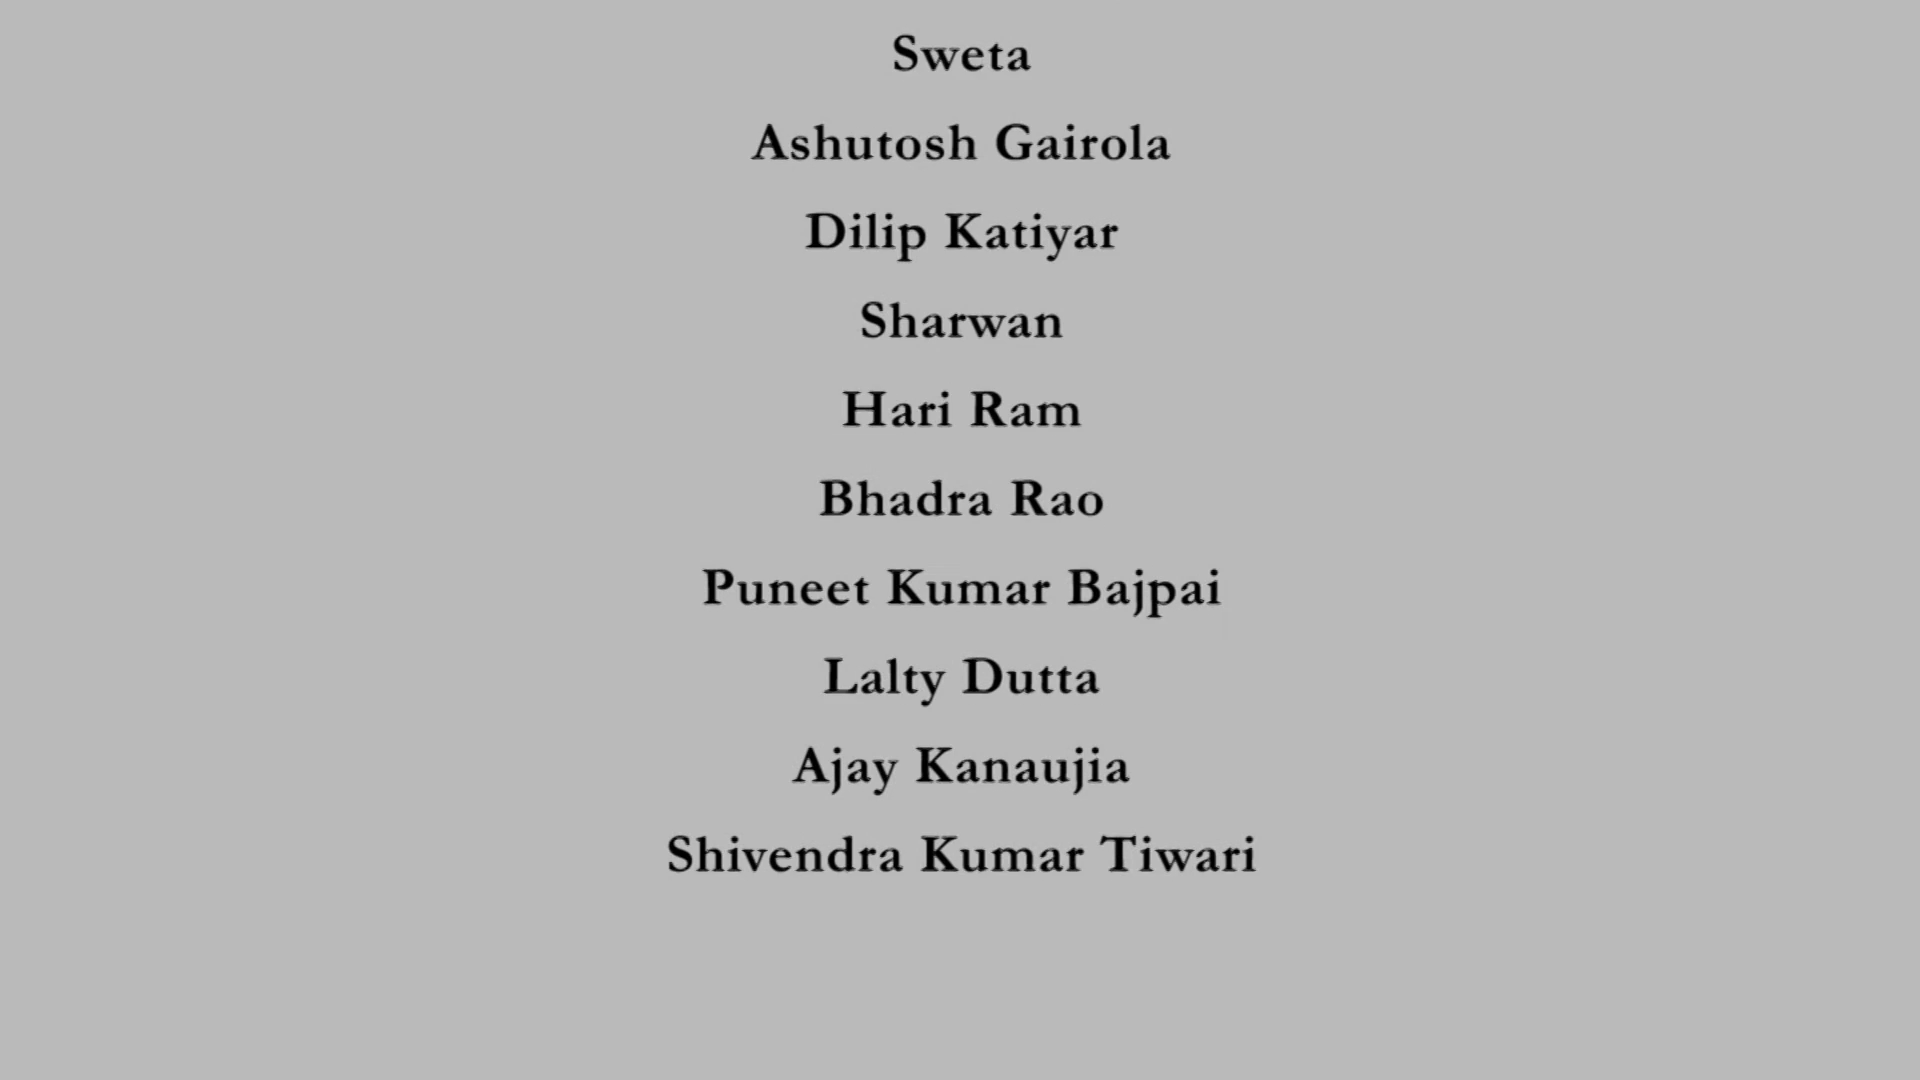 Sweta
Ashutosh Gairola
Dilip Katiyar
Sharwan
Hari Ram
Bhadra Rao
Puneet Kumar Bajpai
Lalty Dutta
Ajay Kanaujia
Shivendra Kumar Tiwari